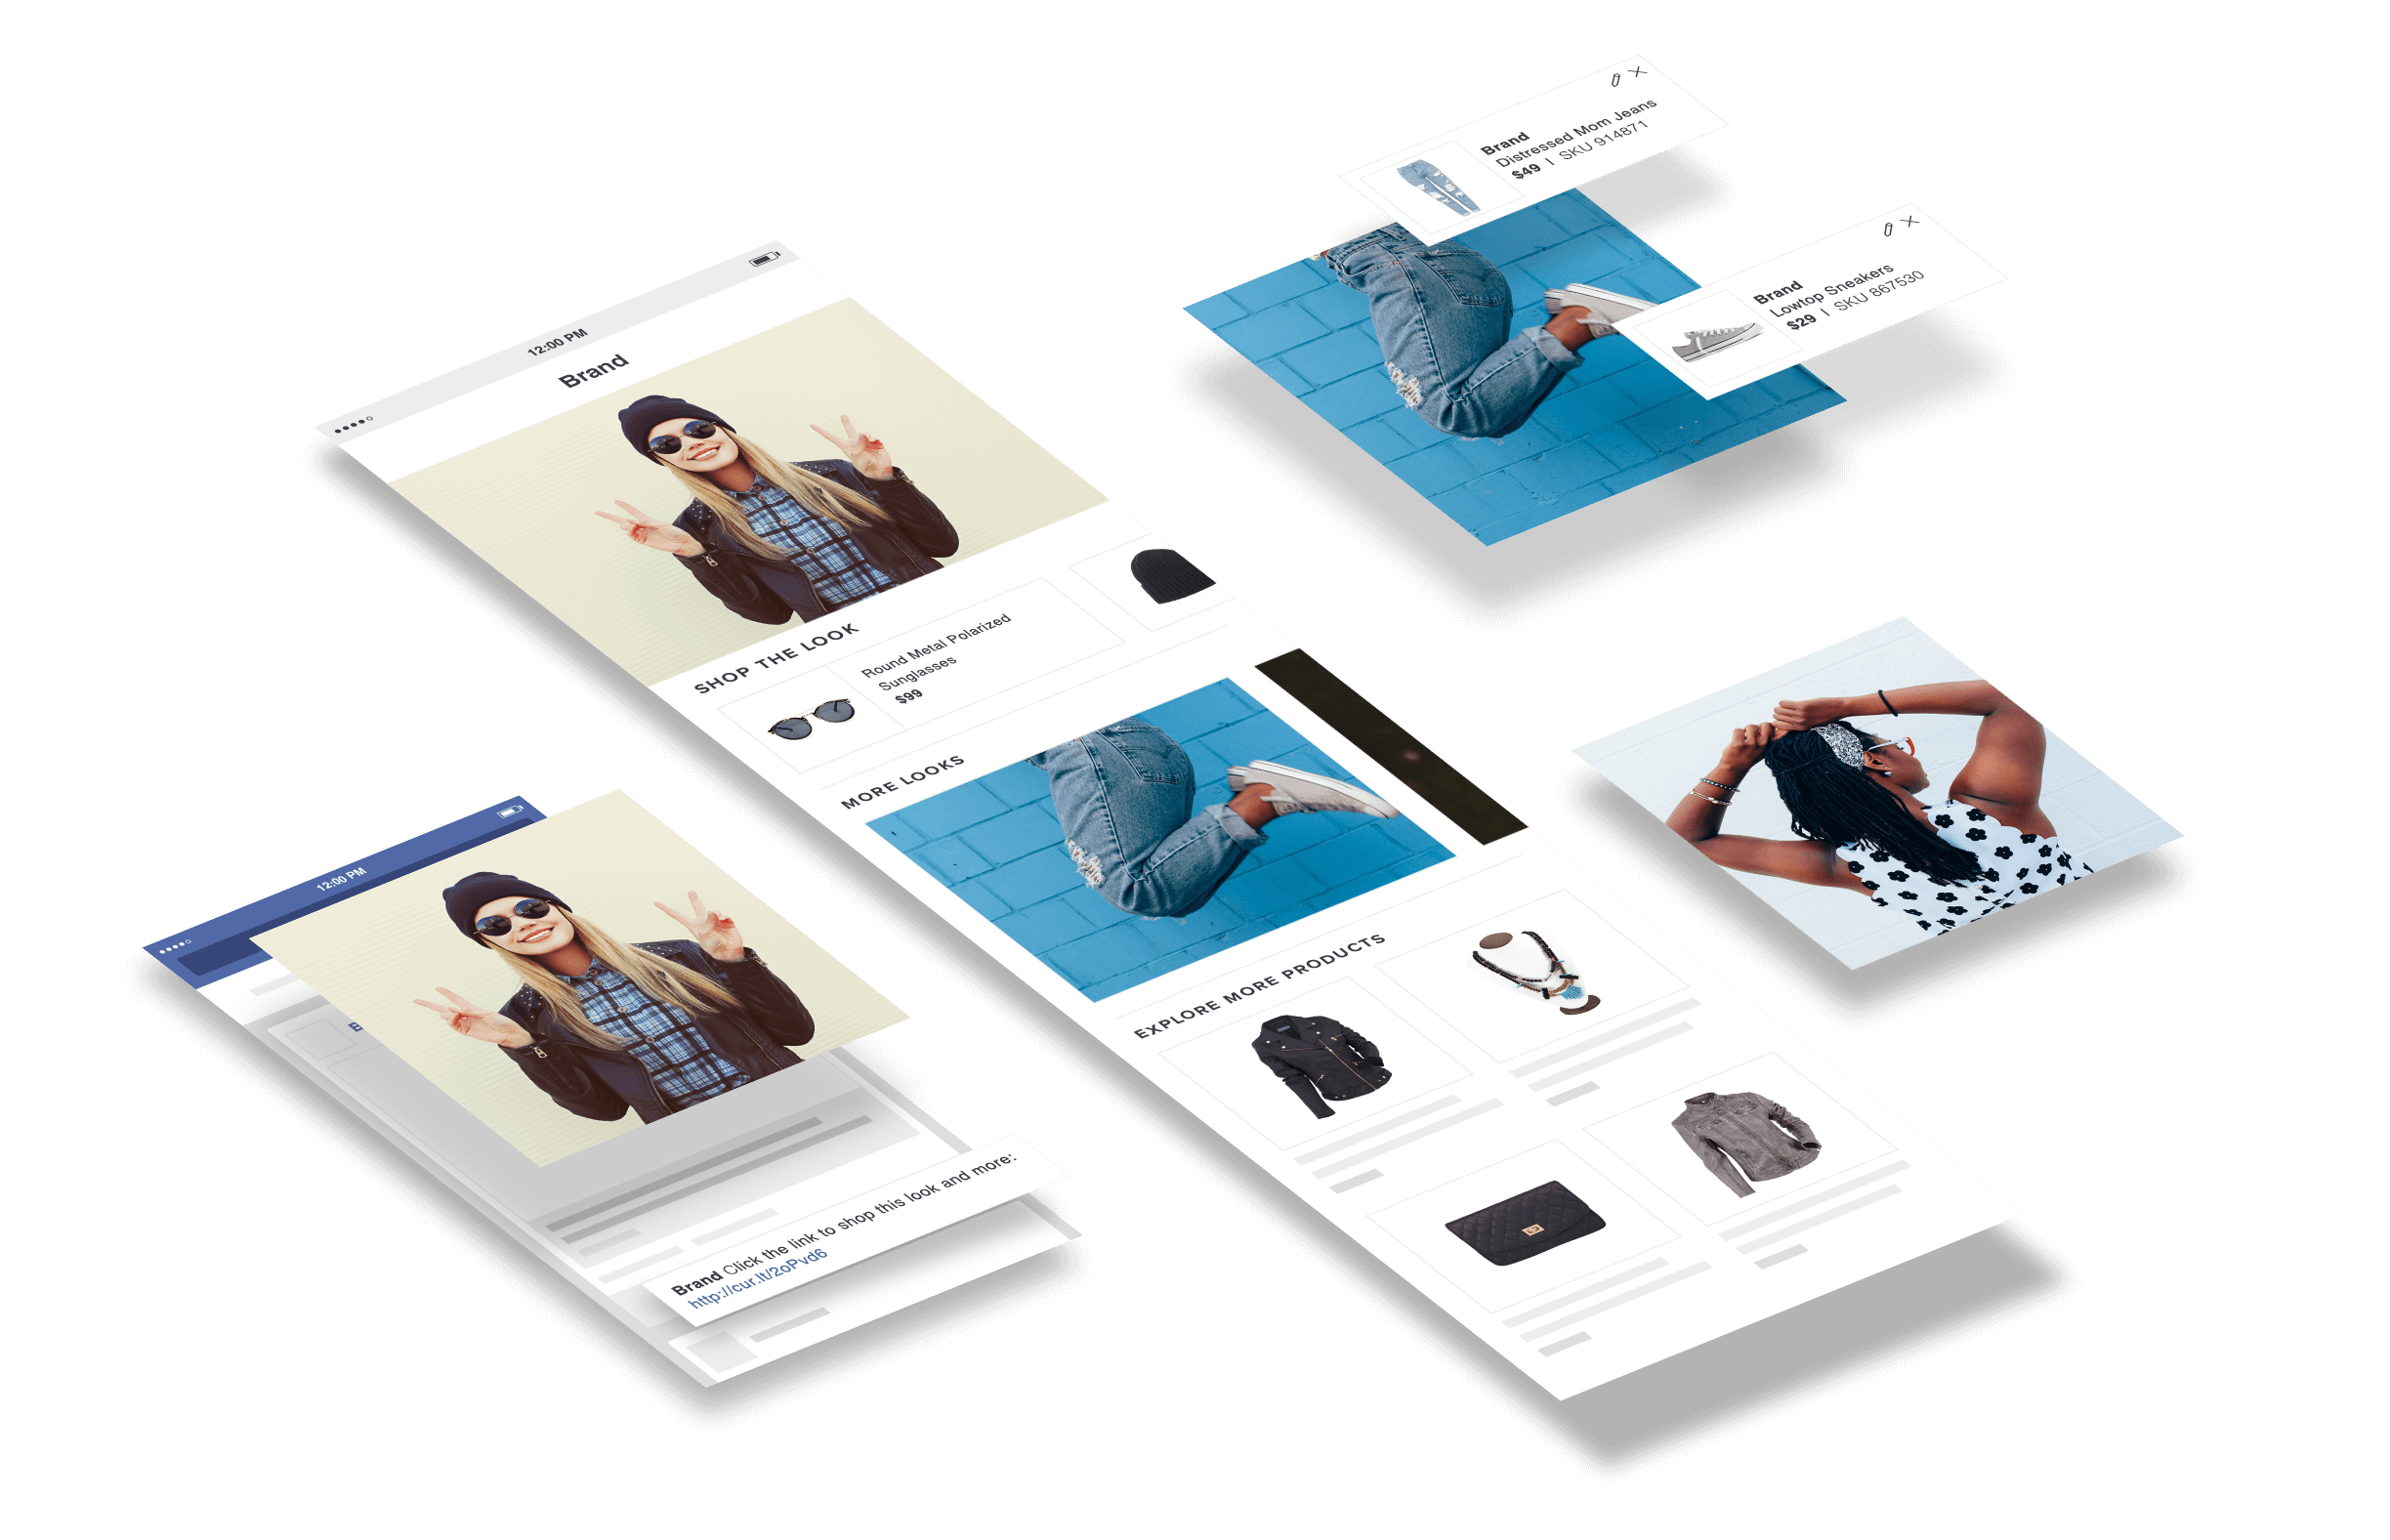 Brand
Distressed Mom Jeans
$49 | SKU 914871
Brand
Lowtop Sneakers
$29 | SKU 867530
12:00 PM
Brand
SHOP THE LOOK
Round Metal Polarized
Sunglasses
$99
MORE LOOKS
EXPLORE MORE PRODUCTS
12:00 PM
Brand Click the link to shop this look and more:
http://cur.lt/2oPvd6